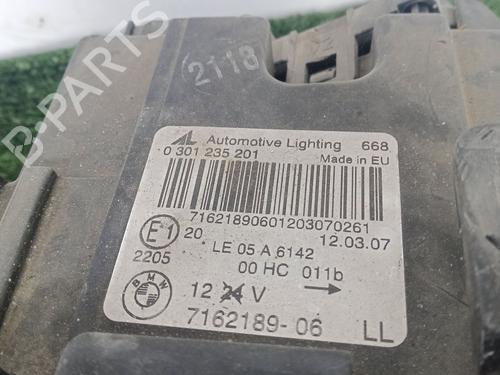 2118
B-PARTS
AL Automotive Lighting 668
0 301 235 201 Made in EU
71621890601203070261
E1 20 12.03.07
LE 05 A 6142
2205 00 HC 011b →
BMW 12 24 V
7162189-06 LL